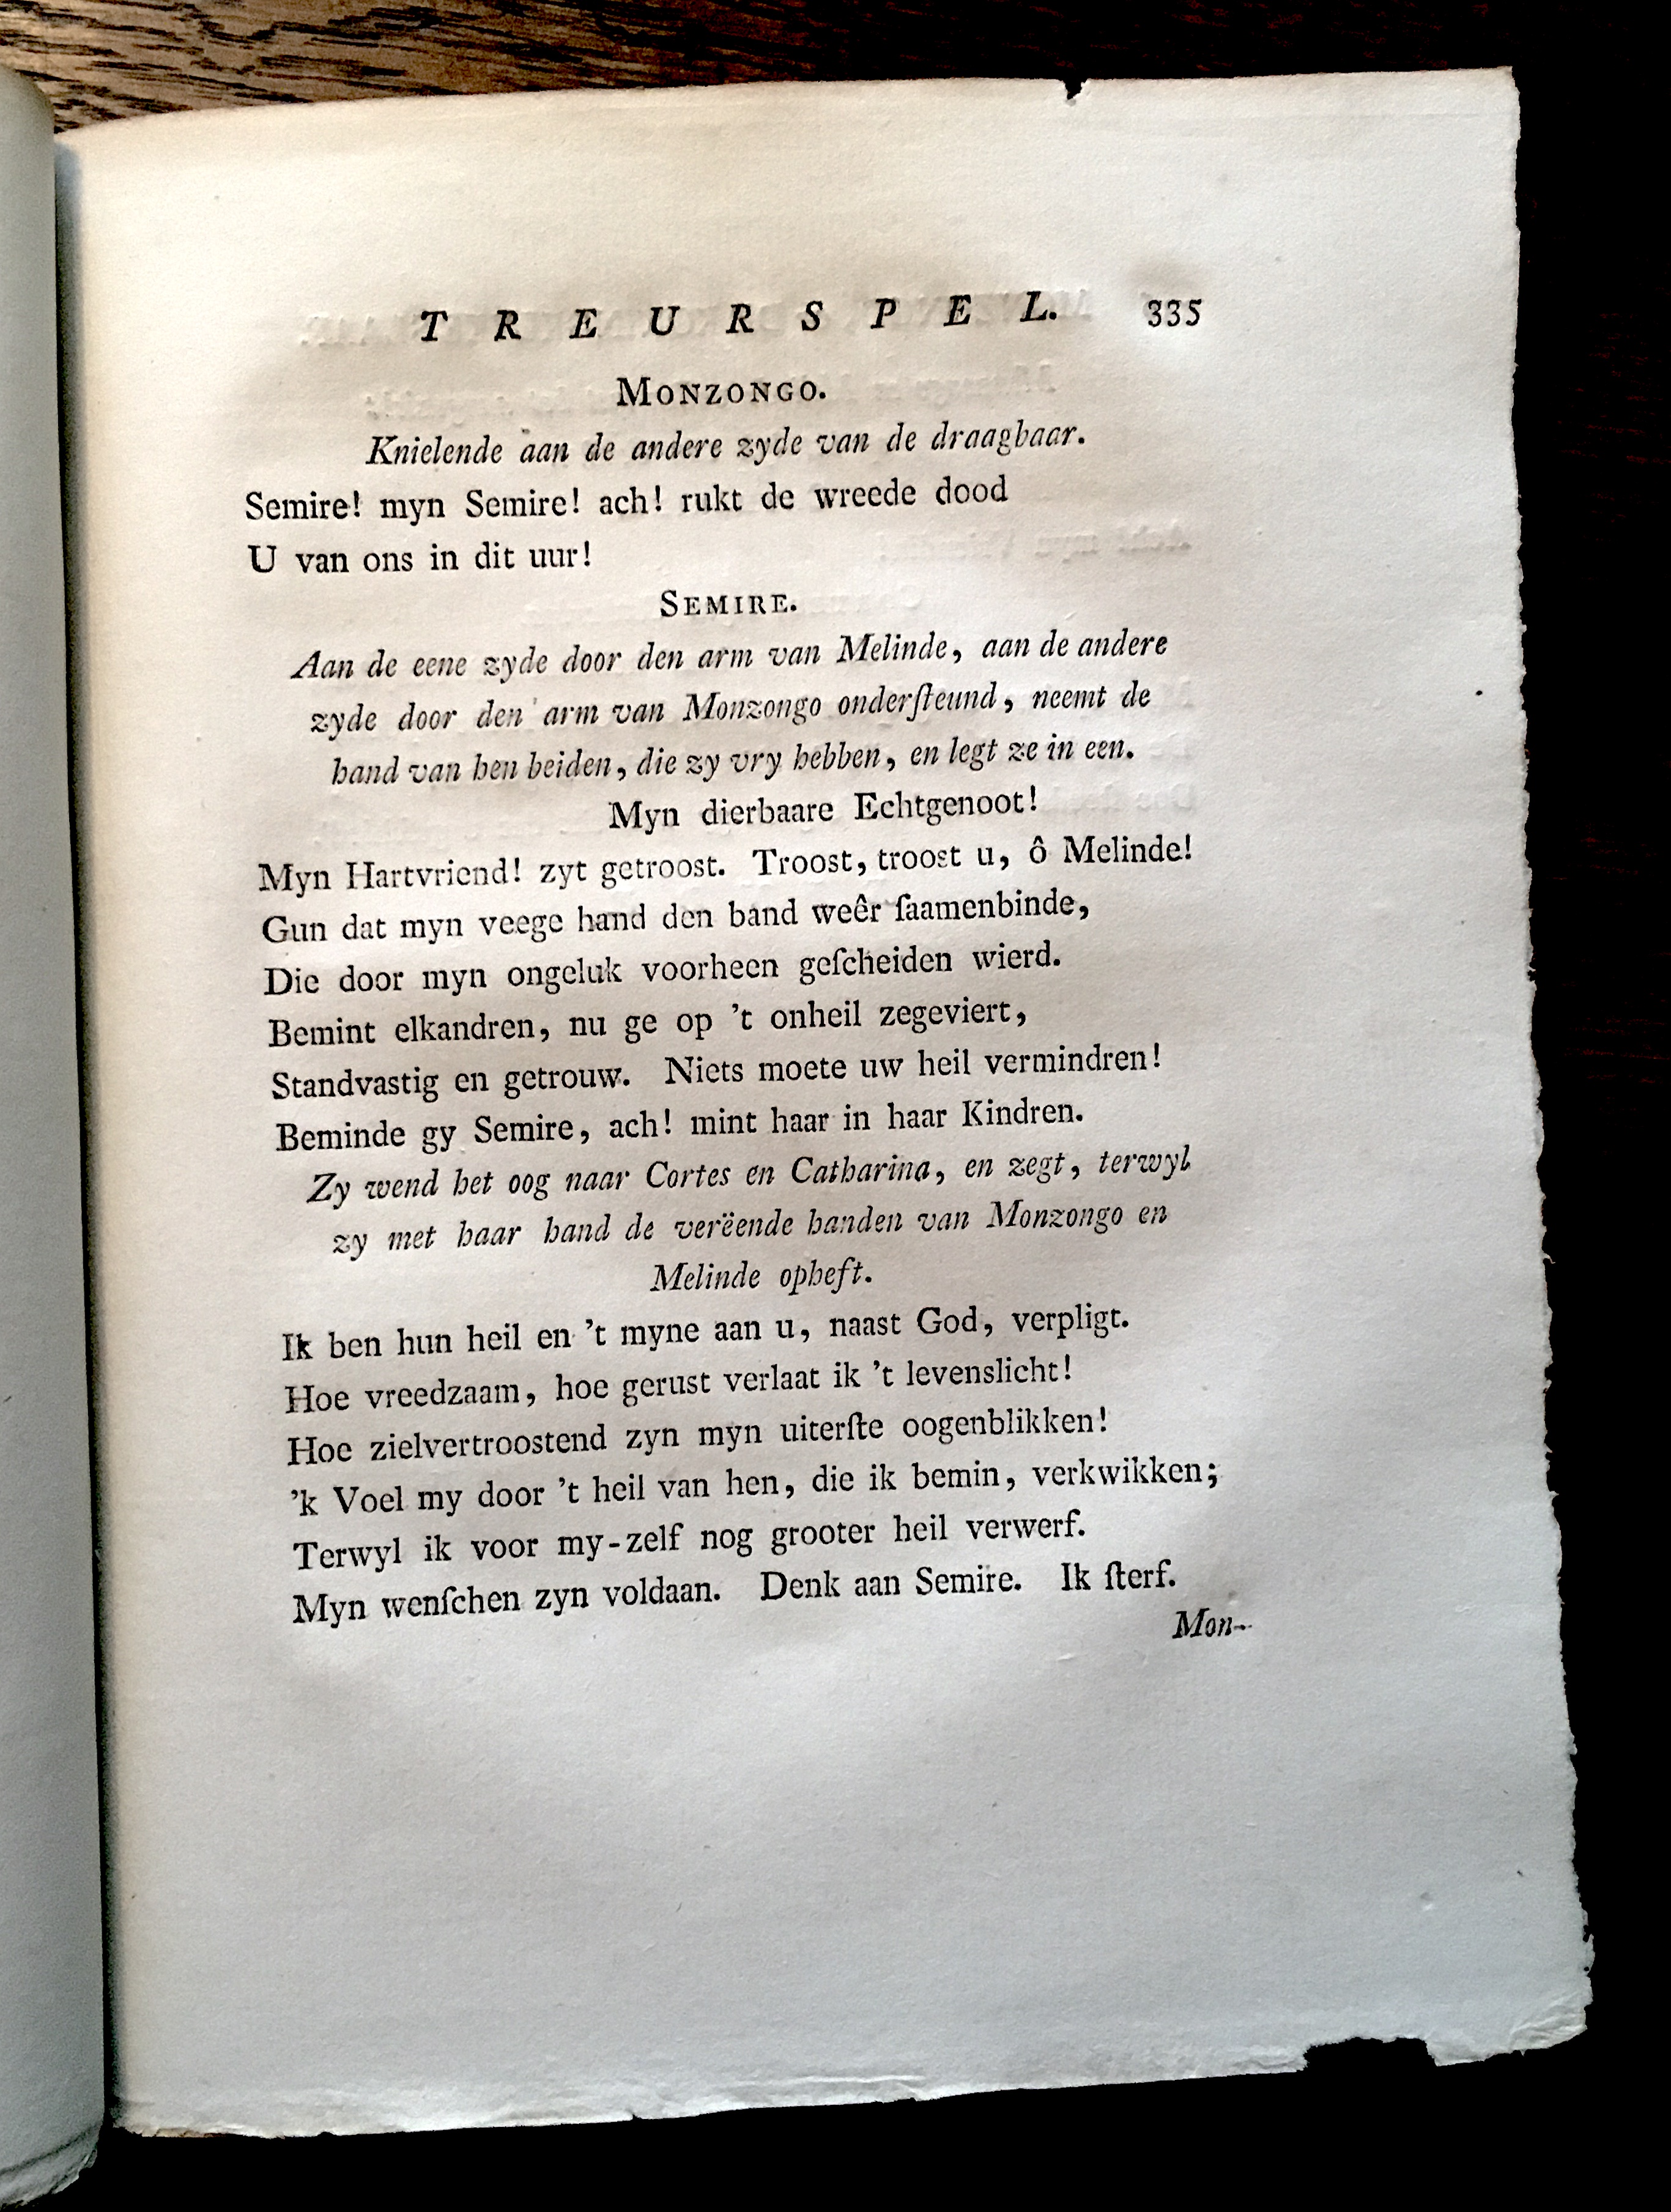 TREURSPEL. 335
MONZONGO.
Knielende aan de andere zyde van de draagbaar.
Semire! myn Semire! ach! rukt de wreede dood
U van ons in dit uur!
SEMIRE.
Aan de eene zyde door den arm van Melinde, aan de andere
zyde door den arm van Monzongo onderſteund, neemt de
hand van hen beiden, die zy vry hebben, en legt ze in een.
Myn dierbaare Echtgenoot!
Myn Hartvriend! zyt getroost. Troost, troost u, ô Melinde!
Gun dat myn veege hand den band weêr ſaamenbinde,
Die door myn ongeluk voorheen geſcheiden wierd.
Bemint elkandren, nu ge op 't onheil zegeviert,
Standvastig en getrouw. Niets moete uw heil vermindren!
Beminde gy Semire, ach! mint haar in haar Kindren.
Zy wend het oog naar Cortes en Catharina, en zegt, terwyl
zy met haar hand de verëende handen van Monzongo en
Melinde opheft.
Ik ben hun heil en 't myne aan u, naast God, verpligt.
Hoe vreedzaam, hoe gerust verlaat ik 't levenslicht!
Hoe zielvertroostend zyn myn uiterſte oogenblikken!
'k Voel my door 't heil van hen, die ik bemin, verkwikken;
Terwyl ik voor my-zelf nog grooter heil verwerf.
Myn wenſchen zyn voldaan. Denk aan Semire. Ik ſterf.
Mon-